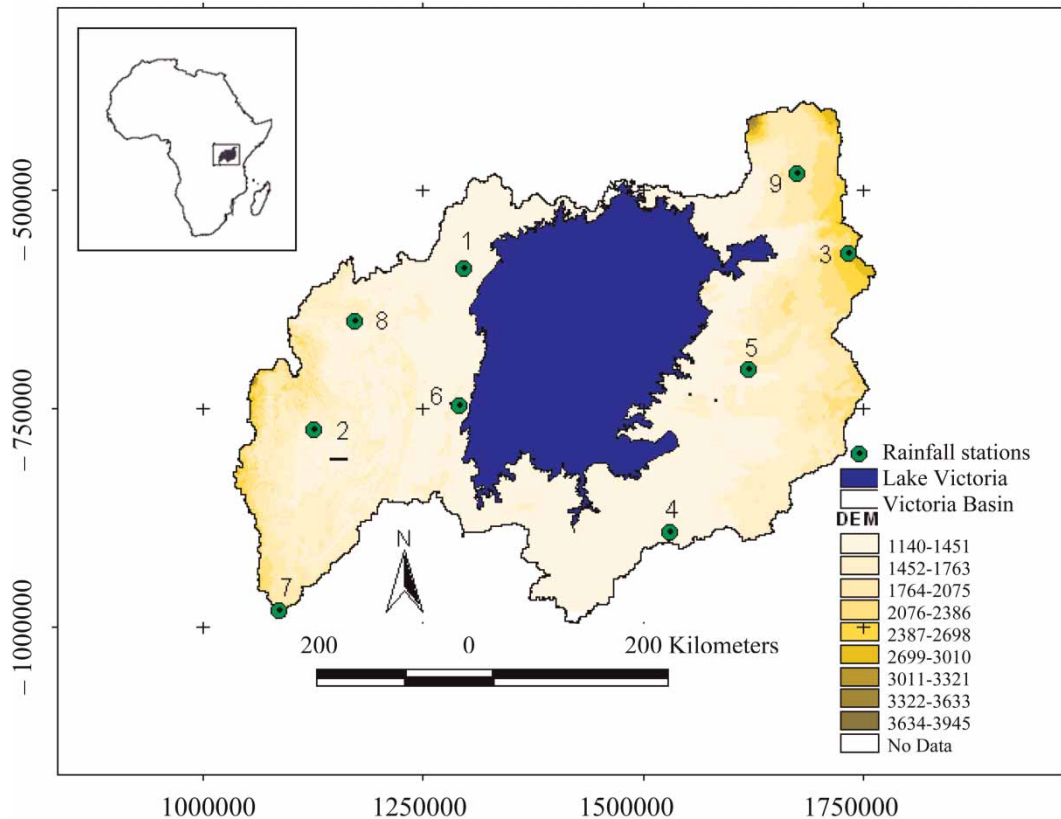 − 500000
− 750000
− 1000000
9
3
1
8
5
6
2
4
7
N
Rainfall stations
Lake Victoria
Victoria Basin
DEM
1140-1451
1452-1763
1764-2075
2076-2386
2387-2698
2699-3010
3011-3321
3322-3633
3634-3945
No Data
200 0 200 Kilometers
1000000 1250000 1500000 1750000